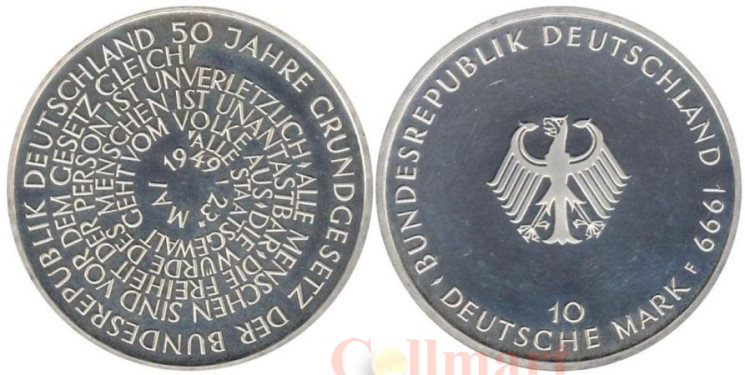 50 JAHRE GRUNDGESETZ DER BUNDESREPUBLIK DEUTSCHLAND
ALLE MENSCHEN SIND VOR DEM GESETZ GLEICH
DIE FREIHEIT DER PERSON IST UNVERLETZLICH
DIE WÜRDE DES MENSCHEN IST UNANTASTBAR
ALLE STAATSGEWALT GEHT VOM VOLKE AUS
23. MAI 1949
BUNDESREPUBLIK DEUTSCHLAND 1999
F
10
DEUTSCHE MARK
Collmart